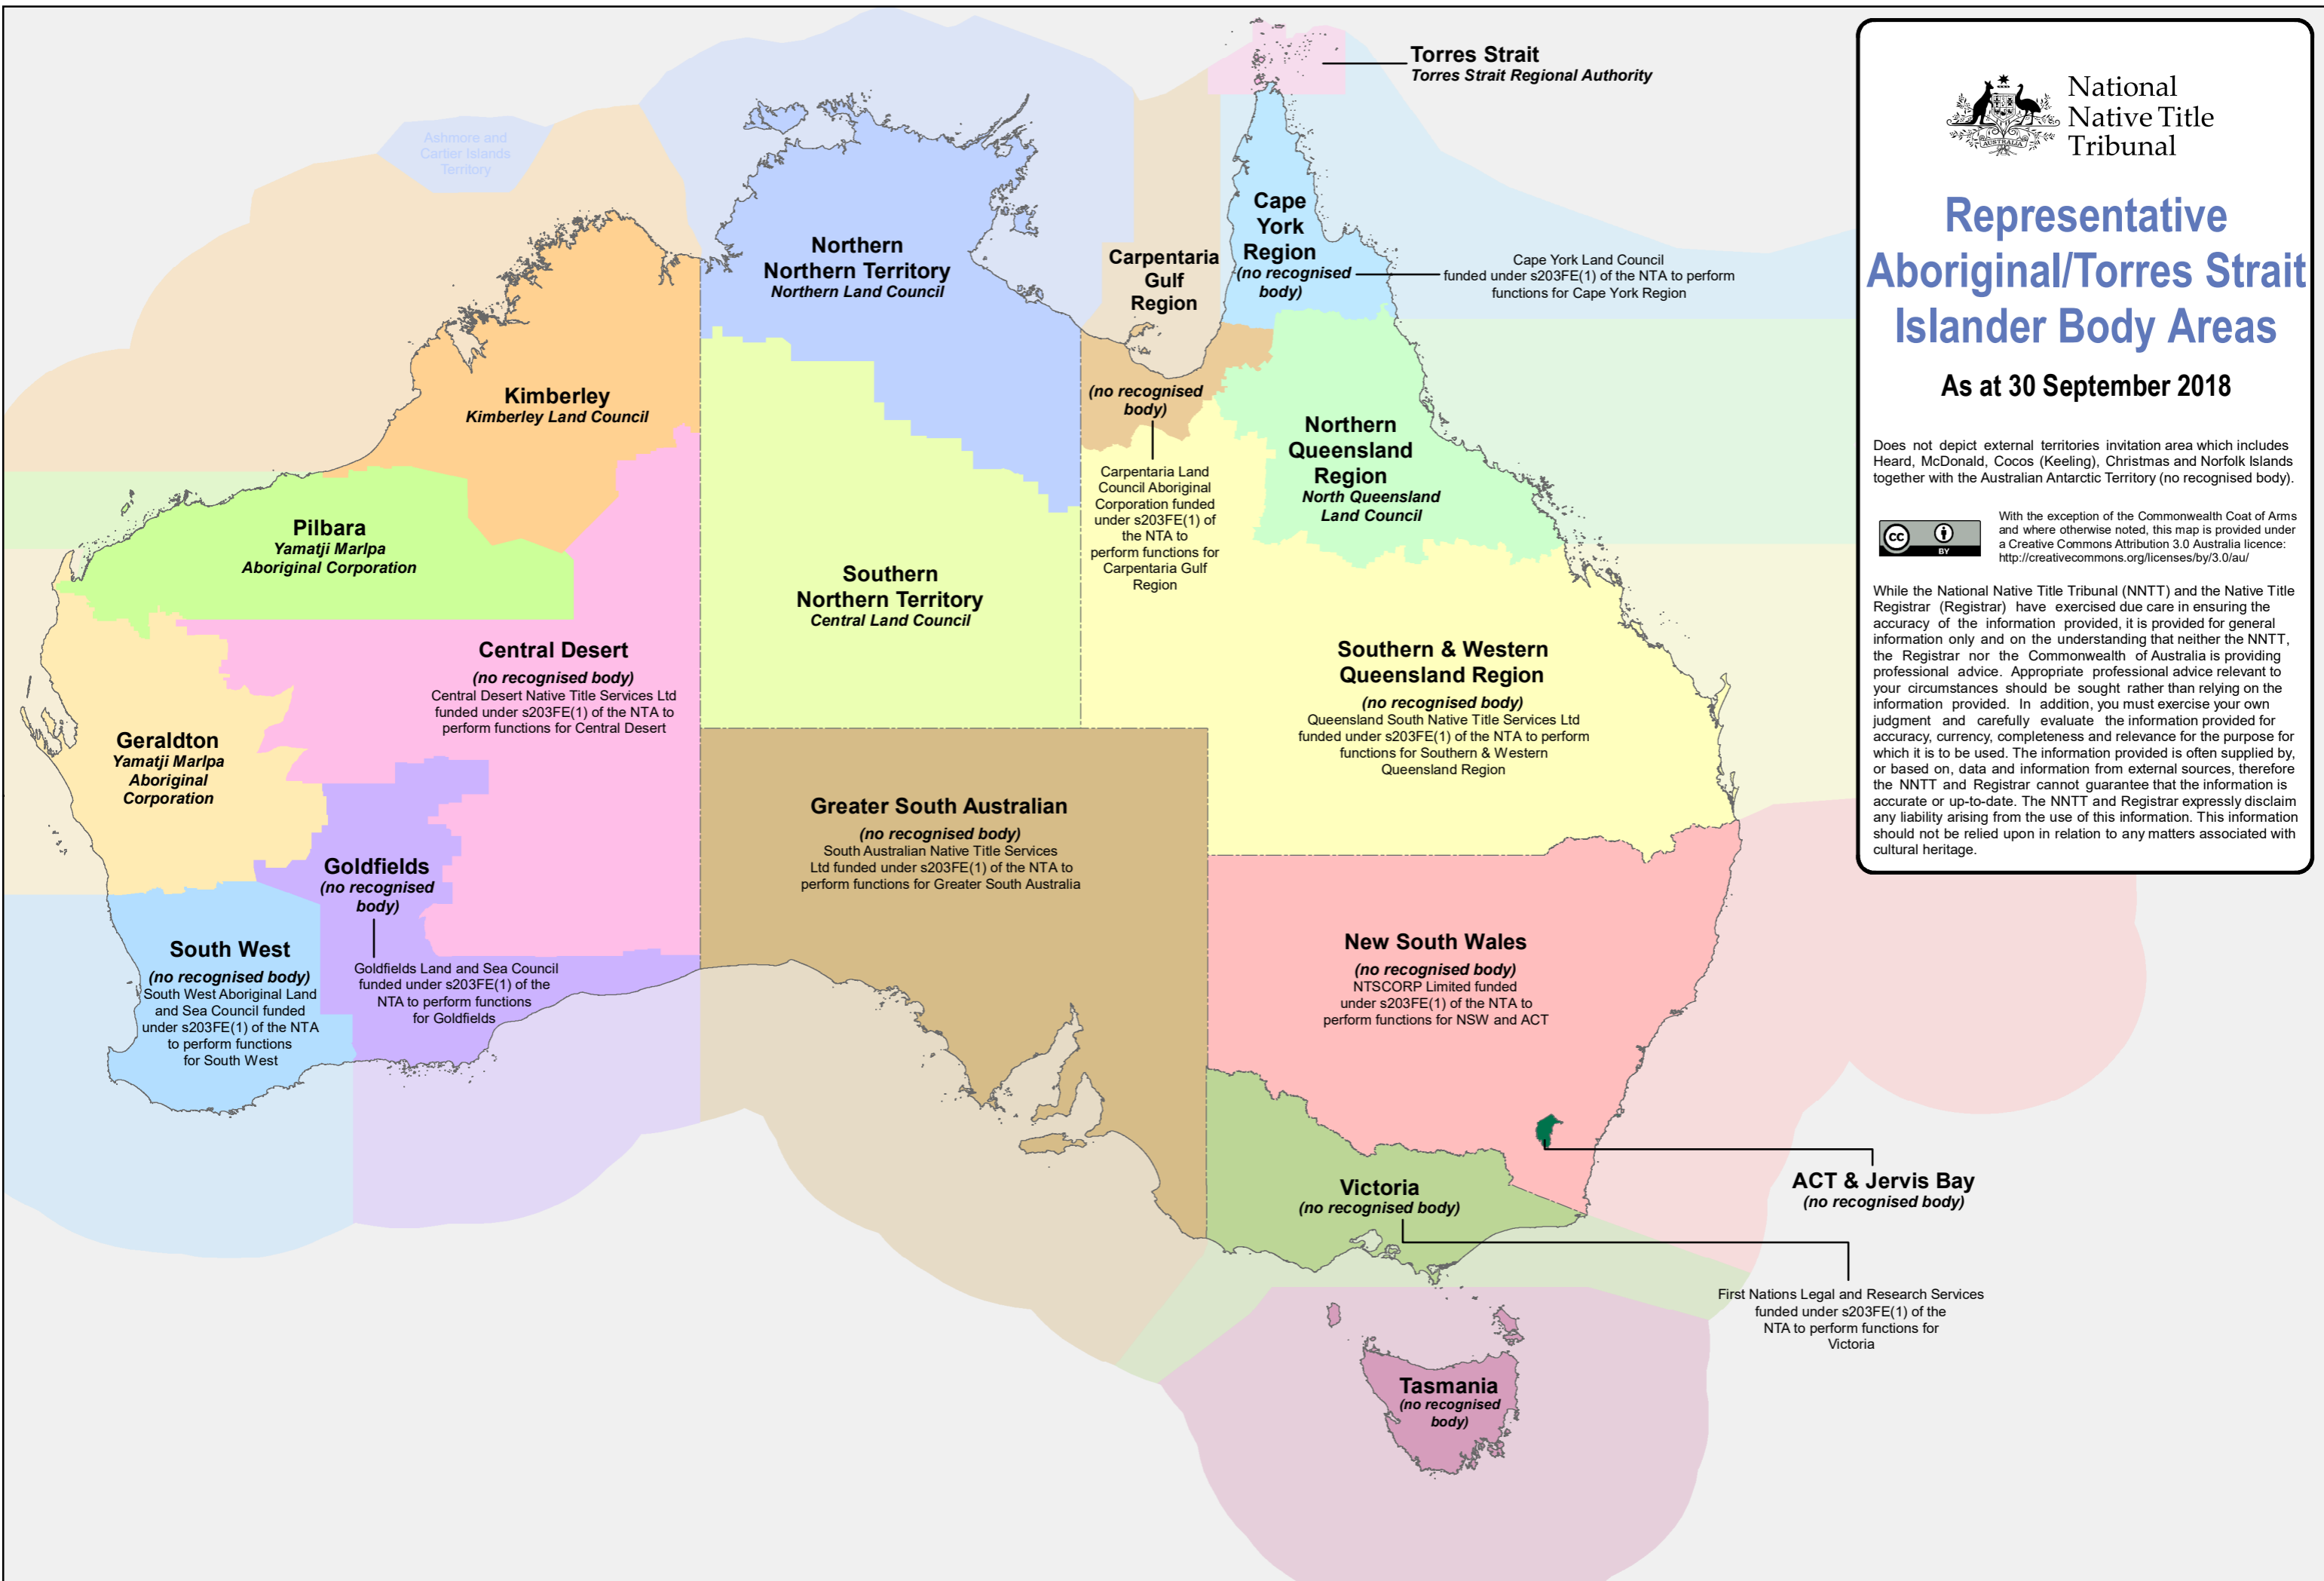 Torres Strait
Torres Strait Regional Authority
Ashmore and
Cartier Islands
Territory
Northern
Northern Territory
Northern Land Council
Carpentaria
Gulf
Region
(no recognised
body)
Carpentaria Land
Council Aboriginal
Corporation funded
under s203FE(1) of
the NTA to
perform functions for
Carpentaria Gulf
Region
Cape
York
Region
(no recognised
body)
Cape York Land Council
funded under s203FE(1) of the NTA to perform
functions for Cape York Region
Kimberley
Kimberley Land Council
Northern
Queensland
Region
North Queensland
Land Council
Pilbara
Yamatji Marlpa
Aboriginal Corporation
Southern
Northern Territory
Central Land Council
Central Desert
(no recognised body)
Central Desert Native Title Services Ltd
funded under s203FE(1) of the NTA to
perform functions for Central Desert
Southern & Western
Queensland Region
(no recognised body)
Queensland South Native Title Services Ltd
funded under s203FE(1) of the NTA to perform
functions for Southern & Western
Queensland Region
Geraldton
Yamatji Marlpa
Aboriginal
Corporation
Greater South Australian
(no recognised body)
South Australian Native Title Services
Ltd funded under s203FE(1) of the NTA to
perform functions for Greater South Australia
Goldfields
(no recognised
body)
Goldfields Land and Sea Council
funded under s203FE(1) of the
NTA to perform functions
for Goldfields
South West
(no recognised body)
South West Aboriginal Land
and Sea Council funded
under s203FE(1) of the NTA
to perform functions
for South West
New South Wales
(no recognised body)
NTSCORP Limited funded
under s203FE(1) of the NTA to
perform functions for NSW and ACT
ACT & Jervis Bay
(no recognised body)
Victoria
(no recognised body)
First Nations Legal and Research Services
funded under s203FE(1) of the
NTA to perform functions for
Victoria
Tasmania
(no recognised
body)
AUSTRALIA
National
Native Title
Tribunal
Representative
Aboriginal/Torres Strait
Islander Body Areas
As at 30 September 2018
Does not depict external territories invitation area which includes
Heard, McDonald, Cocos (Keeling), Christmas and Norfolk Islands
together with the Australian Antarctic Territory (no recognised body).
cc
BY
With the exception of the Commonwealth Coat of Arms
and where otherwise noted, this map is provided under
a Creative Commons Attribution 3.0 Australia licence:
http://creativecommons.org/licenses/by/3.0/au/
While the National Native Title Tribunal (NNTT) and the Native Title
Registrar (Registrar) have exercised due care in ensuring the
accuracy of the information provided, it is provided for general
information only and on the understanding that neither the NNTT,
the Registrar nor the Commonwealth of Australia is providing
professional advice. Appropriate professional advice relevant to
your circumstances should be sought rather than relying on the
information provided. In addition, you must exercise your own
judgment and carefully evaluate the information provided for
accuracy, currency, completeness and relevance for the purpose for
which it is to be used. The information provided is often supplied by,
or based on, data and information from external sources, therefore
the NNTT and Registrar cannot guarantee that the information is
accurate or up-to-date. The NNTT and Registrar expressly disclaim
any liability arising from the use of this information. This information
should not be relied upon in relation to any matters associated with
cultural heritage.